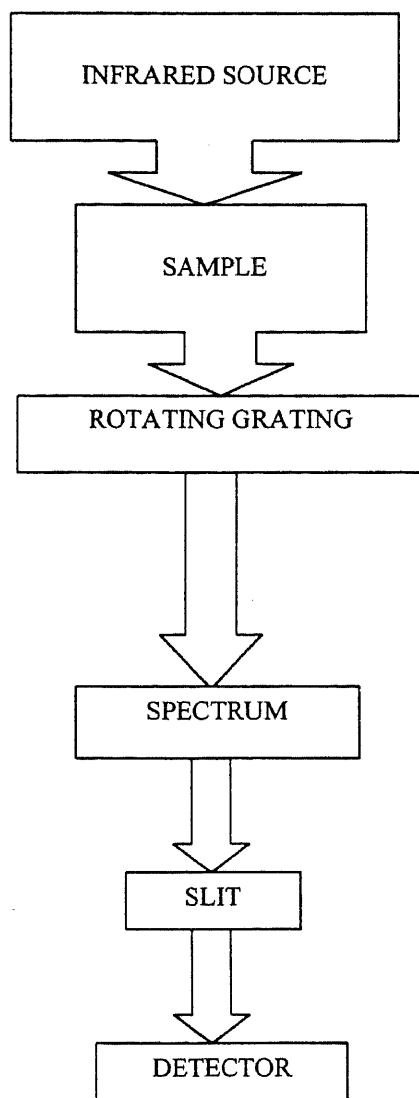 INFRARED SOURCE
SAMPLE
ROTATING GRATING
SPECTRUM
SLIT
DETECTOR